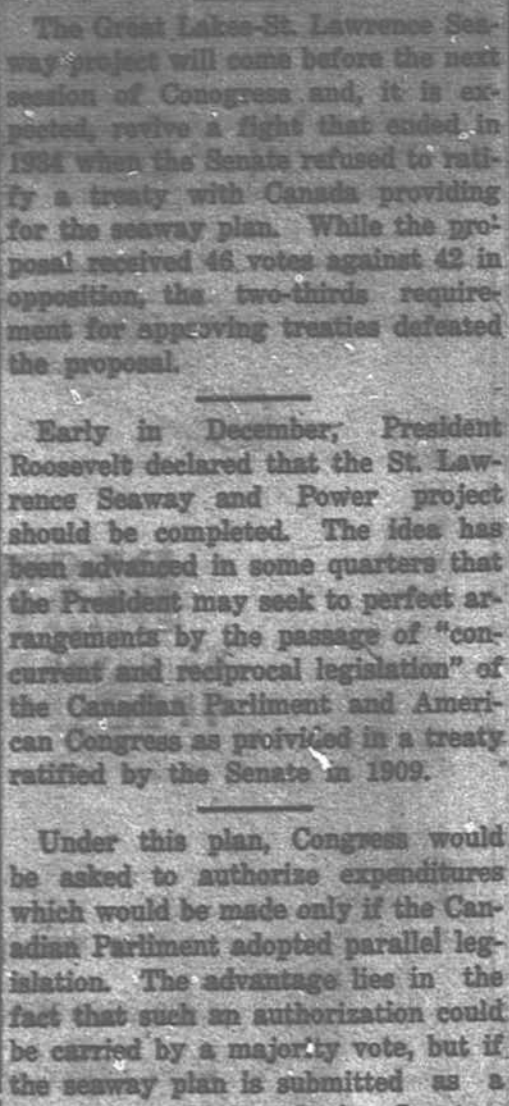 The Great Lakes-St. Lawrence Sea-
way project will come before the next
session of Conogress and, it is ex-
pected, revive a fight that ended in
1934 when the Senate refused to rati-
fy a treaty with Canada providing
for the seaway plan. While the pro-
posal received 46 votes against 42 in
opposition, the two-thirds require-
ment for approving treaties defeated
the proposal.
Early in December, President
Roosevelt declared that the St. Law-
rence Seaway and Power project
should be completed. The idea has
been advanced in some quarters that
the President may seek to perfect ar-
rangements by the passage of "con-
current and reciprocal legislation" of
the Canadian Parliment and Ameri-
can Congress as proivided in a treaty
ratified by the Senate in 1909.
Under this plan, Congress would
be asked to authorize expenditures
which would be made only if the Can-
adian Parliment adopted parallel leg-
islation. The advantage lies in the
fact that such an authorization could
be carried by a majority vote, but if
the seaway plan is submitted as a